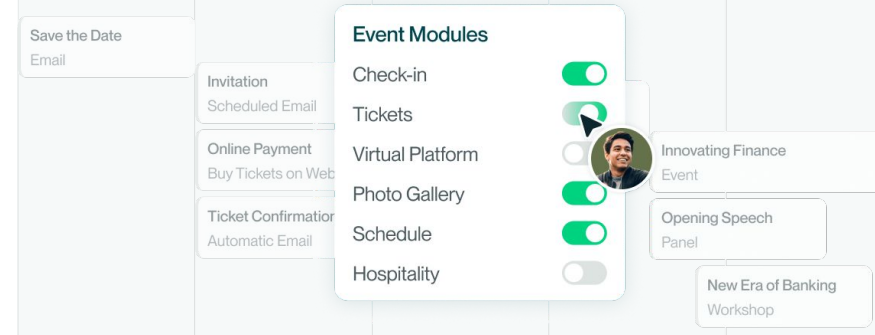 Save the Date
Email
Invitation
Scheduled Email
Online Payment
Buy Tickets on Web
Ticket Confirmation
Automatic Email
Event Modules
Check-in
Tickets
Virtual Platform
Photo Gallery
Schedule
Hospitality
Innovating Finance
Event
Opening Speech
Panel
New Era of Banking
Workshop